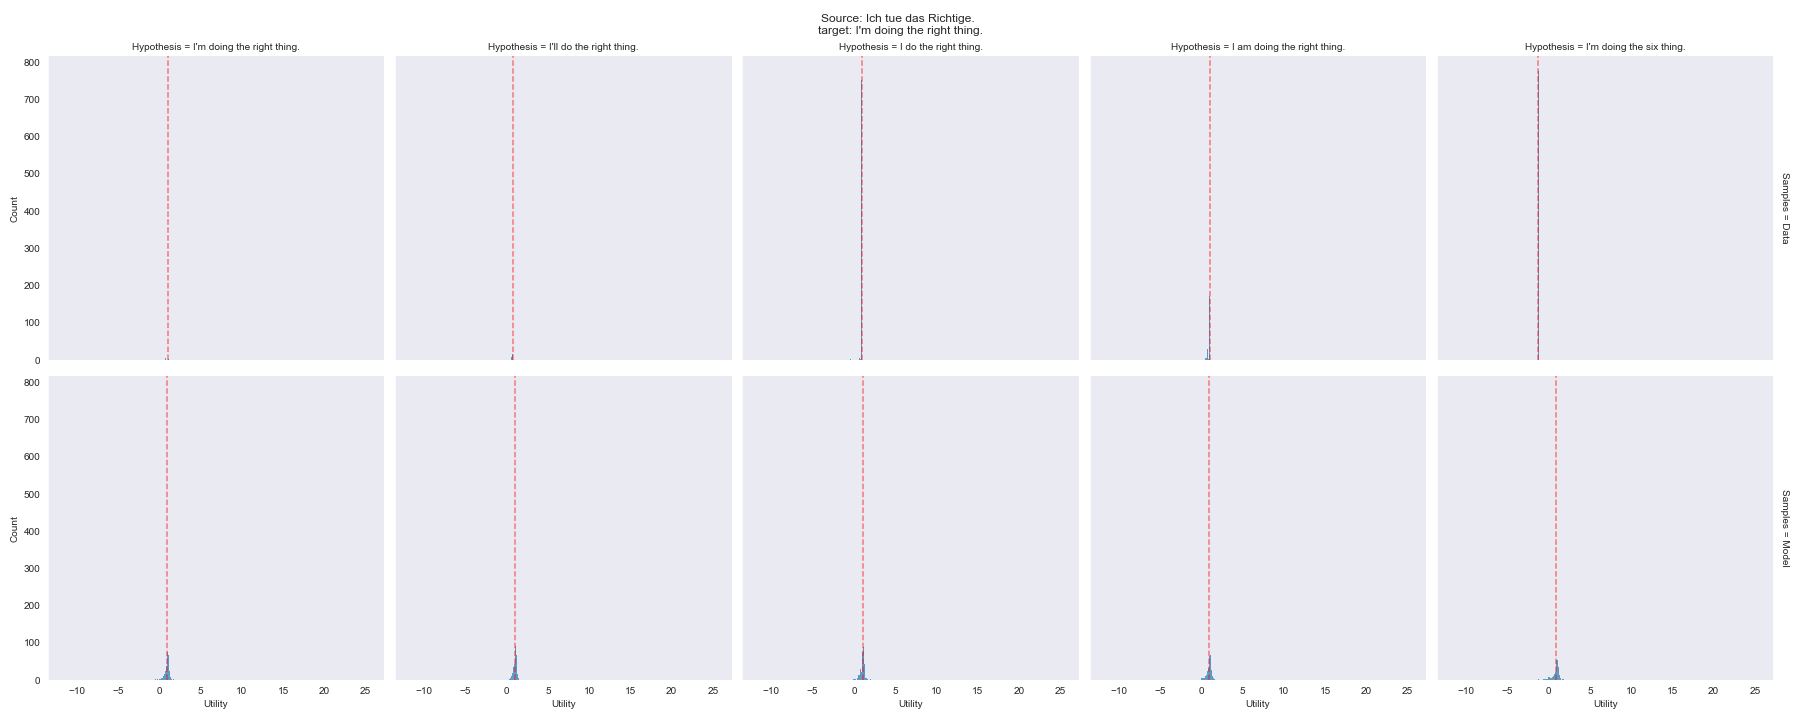 Source: Ich tue das Richtige.
target: I'm doing the right thing.
Hypothesis = I'm doing the right thing.
Hypothesis = I'll do the right thing.
Hypothesis = I do the right thing.
Hypothesis = I am doing the right thing.
Hypothesis = I'm doing the six thing.
800
700
600
500
400
300
200
100
0
Count
Samples = Data
800
700
600
500
400
300
200
100
0
Count
Samples = Model
−10 −5 0 5 10 15 20 25
−10 −5 0 5 10 15 20 25
−10 −5 0 5 10 15 20 25
−10 −5 0 5 10 15 20 25
−10 −5 0 5 10 15 20 25
Utility
Utility
Utility
Utility
Utility